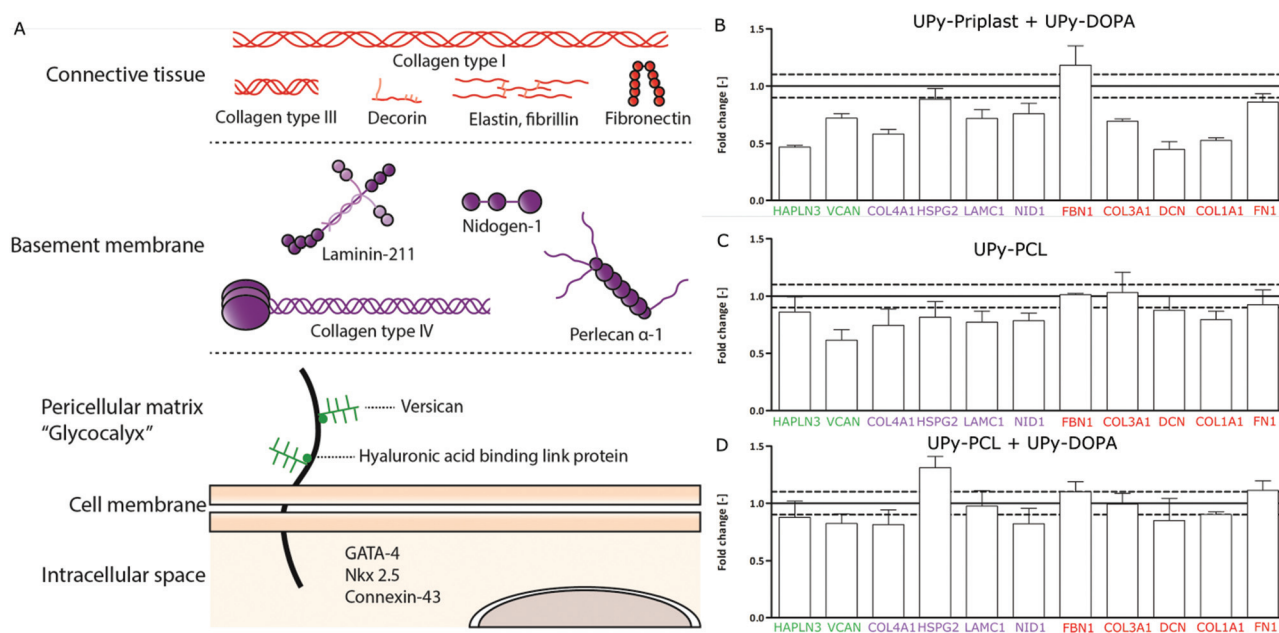 A
Connective tissue
Collagen type I
Collagen type III
Decorin
Elastin, fibrillin
Fibronectin
Basement membrane
Laminin-211
Nidogen-1
Collagen type IV
Perlecan α-1
Pericellular matrix
"Glycocalyx"
Versican
Hyaluronic acid binding link protein
Cell membrane
Intracellular space
GATA-4
Nkx 2.5
Connexin-43
B
UPy-Priplast + UPy-DOPA
Fold change [-]
1.5
1.0
0.5
0.0
HAPLN3 VCAN COL4A1 HSPG2 LAMC1 NID1 FBN1 COL3A1 DCN COL1A1 FN1
C
UPy-PCL
Fold change [-]
1.5
1.0
0.5
0.0
HAPLN3 VCAN COL4A1 HSPG2 LAMC1 NID1 FBN1 COL3A1 DCN COL1A1 FN1
D
UPy-PCL + UPy-DOPA
Fold change [-]
1.5
1.0
0.5
0.0
HAPLN3 VCAN COL4A1 HSPG2 LAMC1 NID1 FBN1 COL3A1 DCN COL1A1 FN1